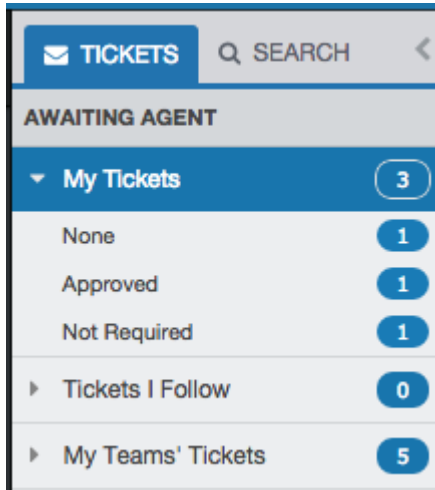 TICKETS SEARCH
AWAITING AGENT
My Tickets 3
None 1
Approved 1
Not Required 1
Tickets I Follow 0
My Teams' Tickets 5